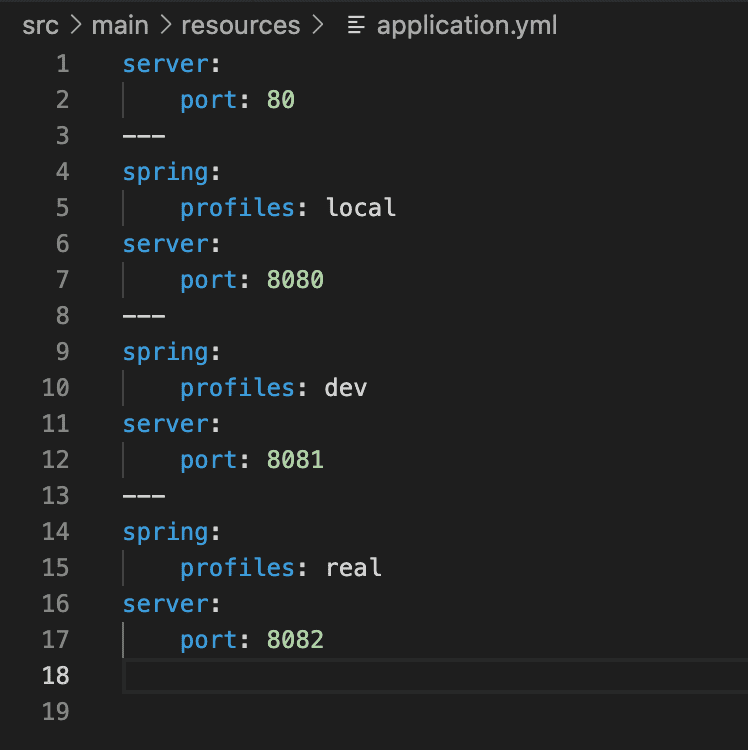 src > main > resources > application.yml
1 server:
2     port: 80
3 ---
4 spring:
5     profiles: local
6 server:
7     port: 8080
8 ---
9 spring:
10     profiles: dev
11 server:
12     port: 8081
13 ---
14 spring:
15     profiles: real
16 server:
17     port: 8082
18
19